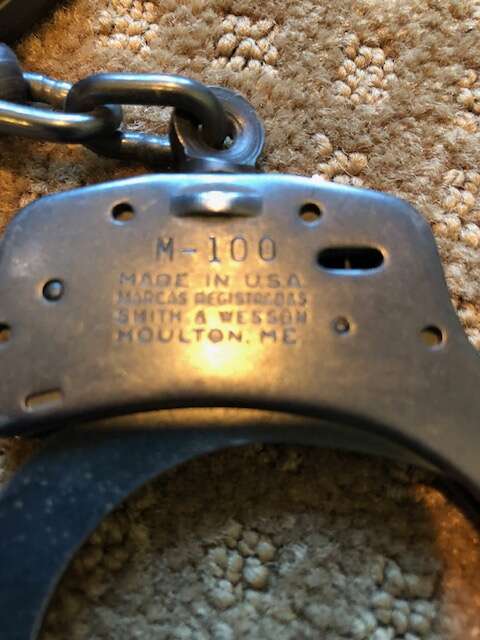 M-100
MADE IN U.S.A.
MARCAS REGISTRADAS
SMITH & WESSON
HOULTON, ME.